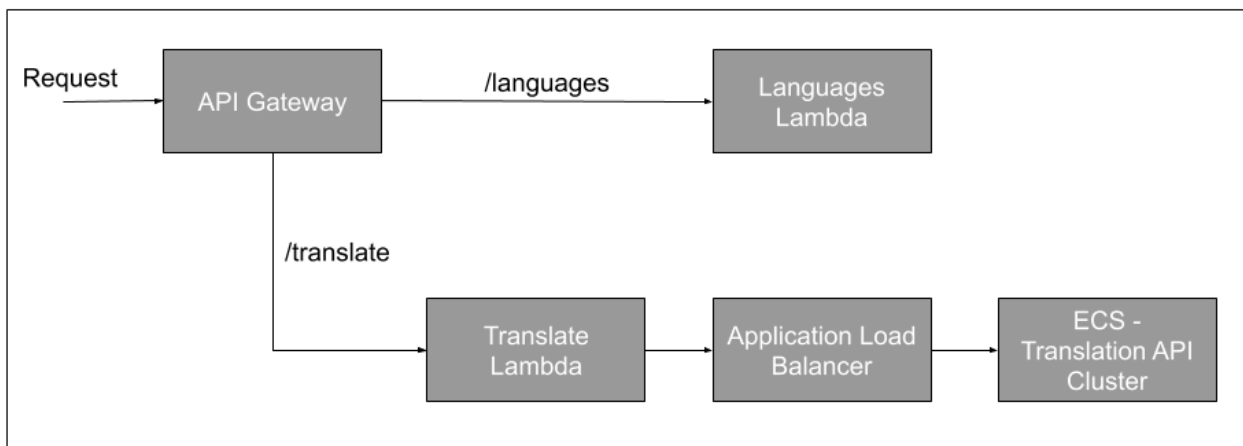 Request
API Gateway
/languages
Languages
Lambda
/translate
Translate
Lambda
Application Load
Balancer
ECS -
Translation API
Cluster